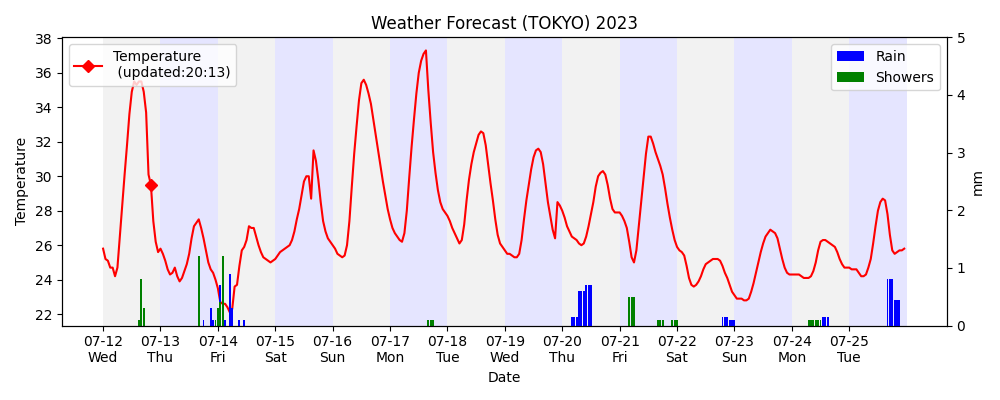 Weather Forecast (TOKYO) 2023
Temperature
(updated:20:13)
Rain
Showers
38
36
34
32
30
28
26
24
22
Temperature
5
4
3
2
1
0
mm
07-12 07-13 07-14 07-15 07-16 07-17 07-18 07-19 07-20 07-21 07-22 07-23 07-24 07-25
Wed Thu Fri Sat Sun Mon Tue Wed Thu Fri Sat Sun Mon Tue
Date